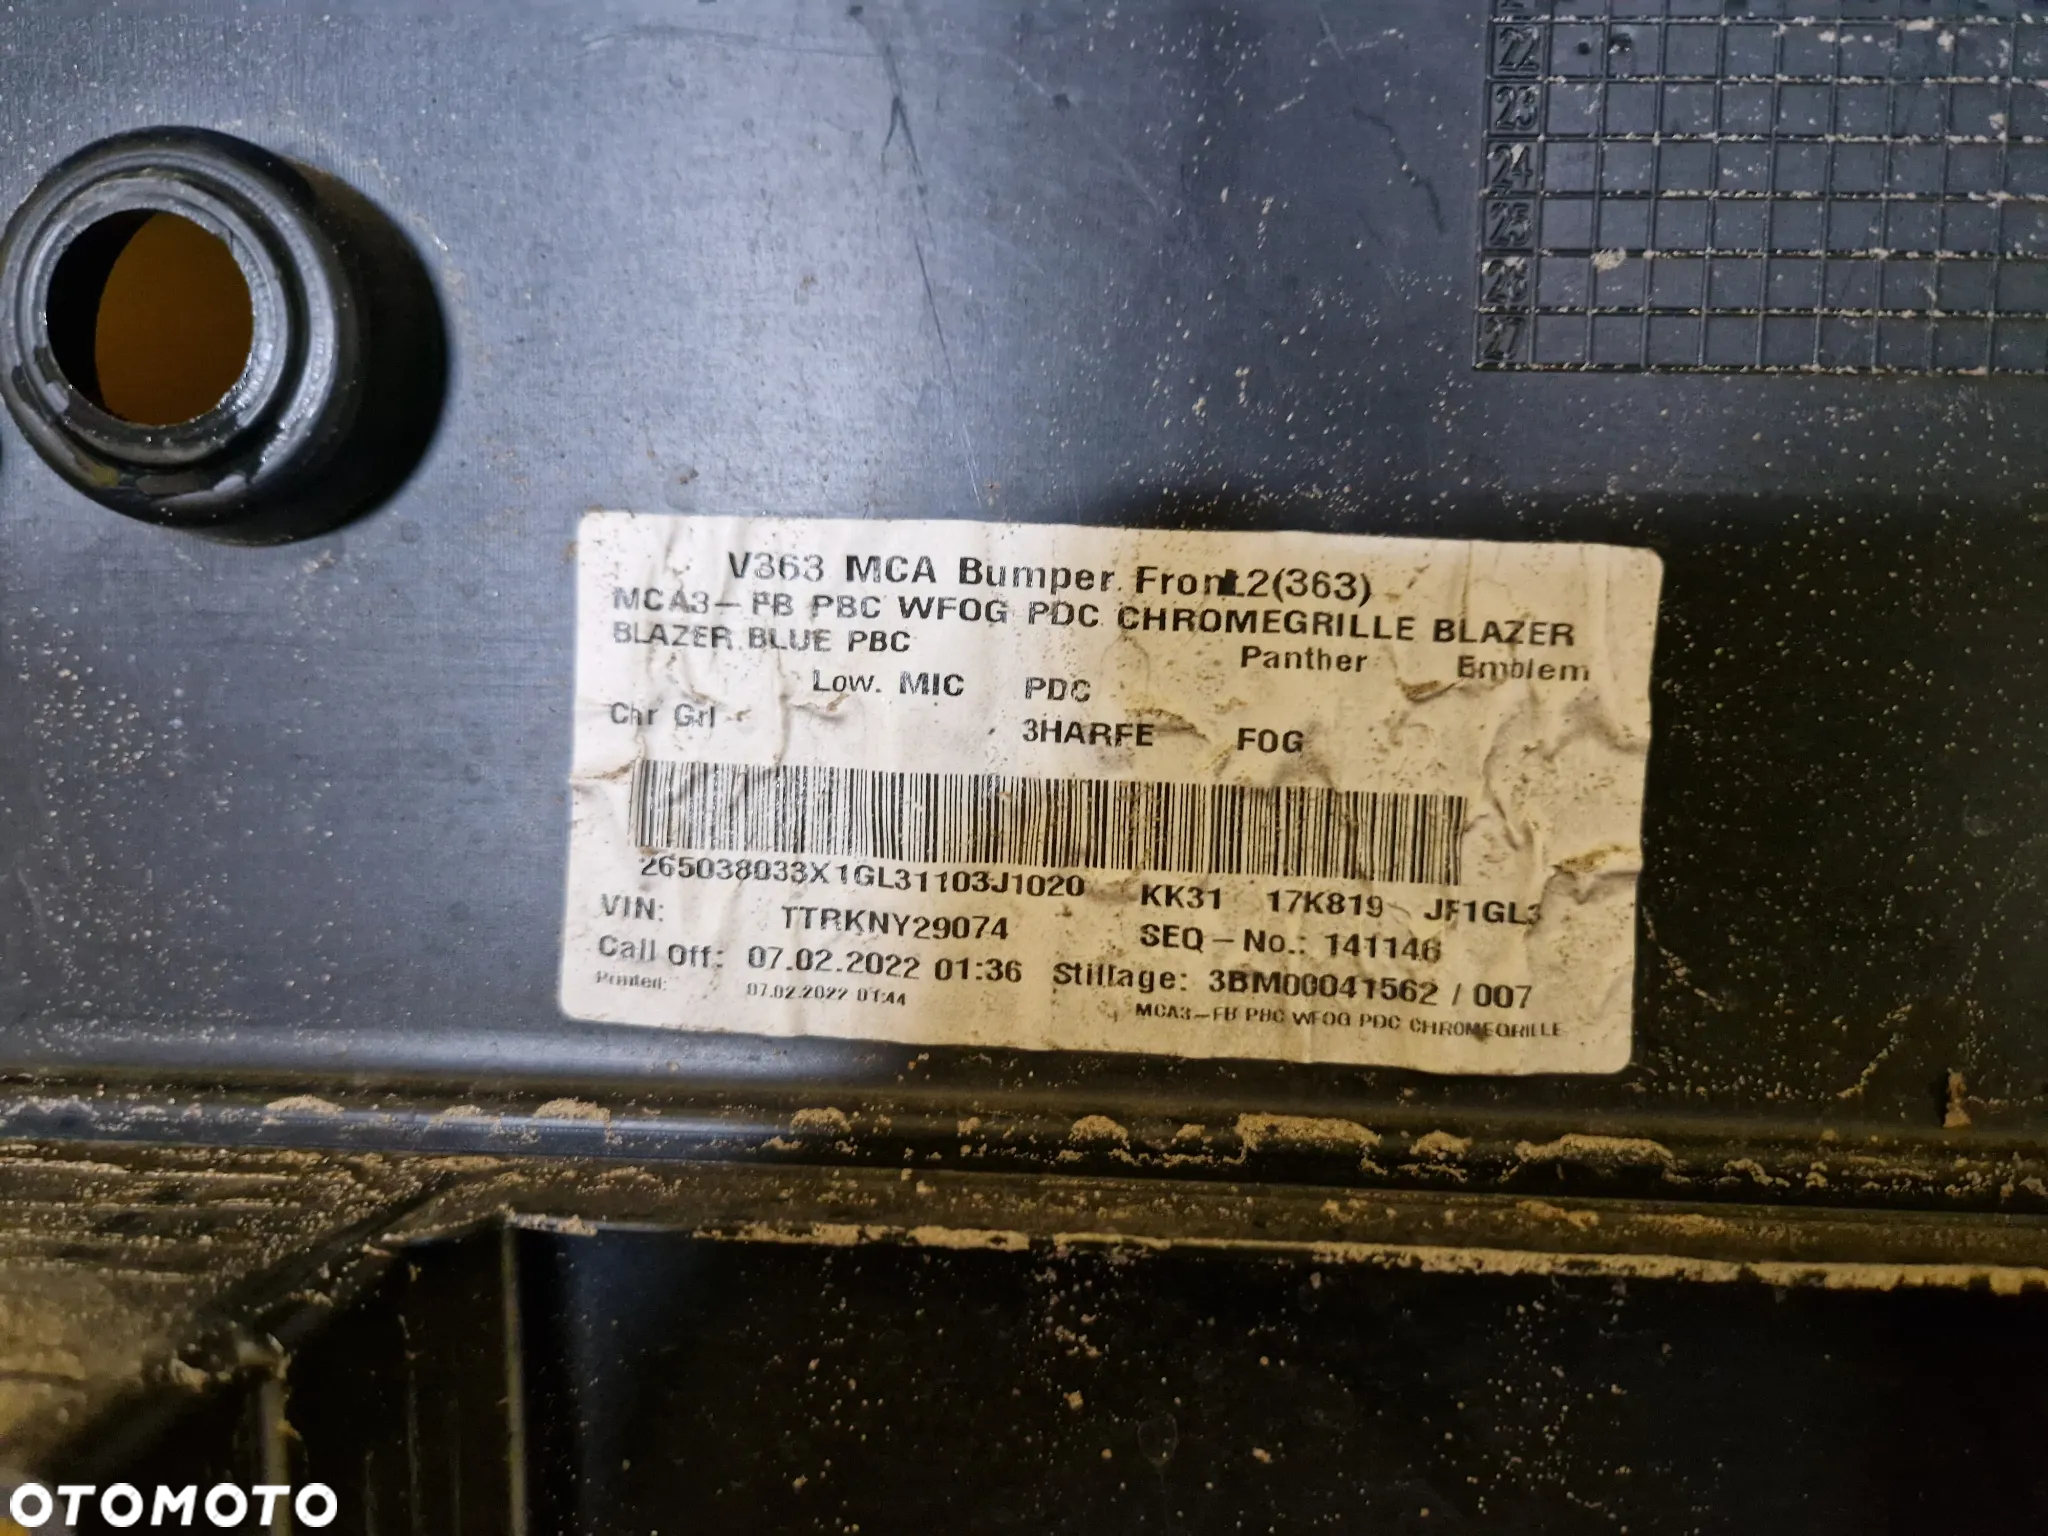 22
23
24
25
26
27
V363 MCA Bumper Front2(363)
MCA3-FB PBC WFOG PDC CHROMEGRILLE BLAZER
BLAZER BLUE PBC
Panther Emblem
Low. MIC PDC
Chr Grl 3HARFE FOG
265038033X1GL31103J1020 KK31 17K819 JF1GL3
VIN: TTRKNY29074 SEQ-No.: 141146
Call Off: 07.02.2022 01:36 Stillage: 3BM00041562 / 007
Printed: 07.02.2022 01:44 MCA3-FB PBC WFOG PDC CHROMEGRILLE
OTOMOTO